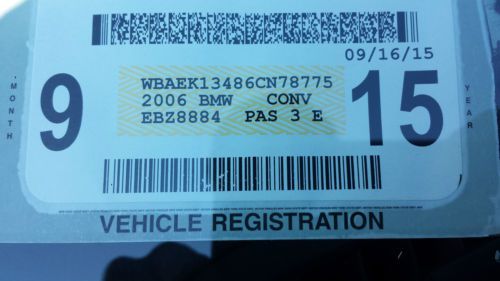 09/16/15
MONTH
9
WBAEK13486CN78775
2006 BMW CONV
EBZ8884 PAS 3 E
15
YEAR
VEHICLE REGISTRATION